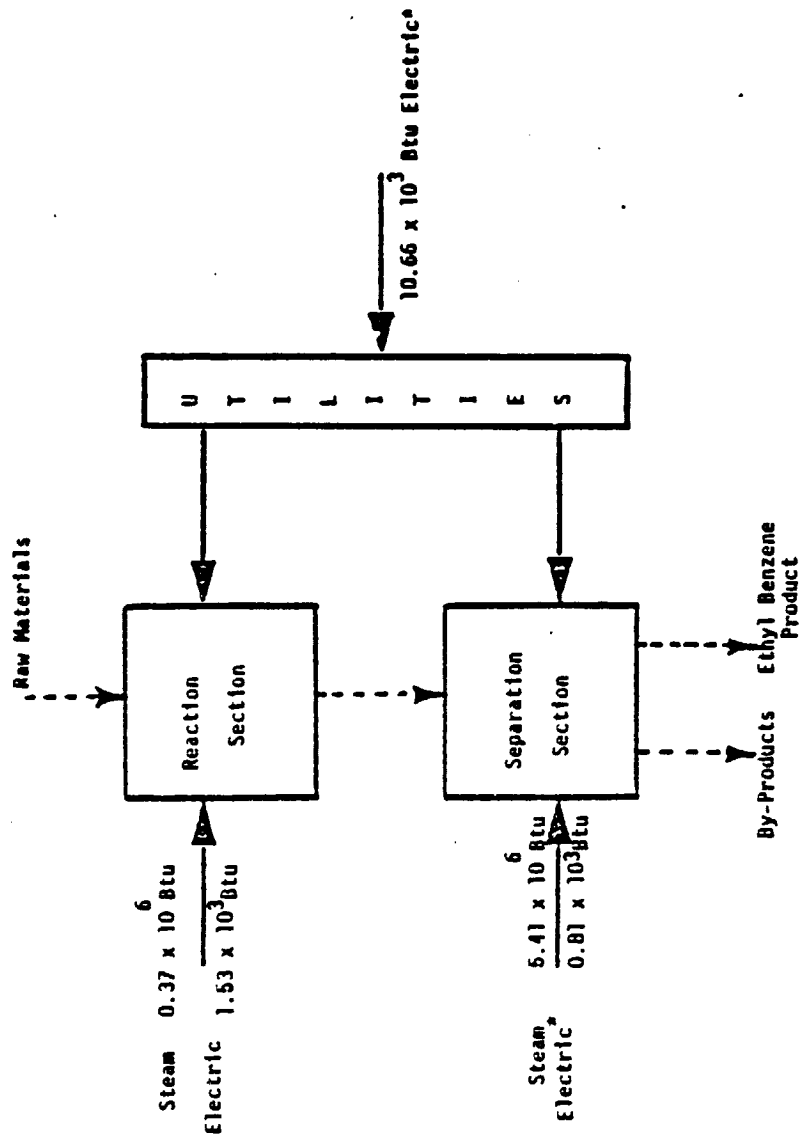 Raw Materials
Steam 0.37 x 10⁶ Btu
Electric 1.53 x 10³ Btu
Reaction
Section
U
T
I
L
I
T
I
E
S
10.66 x 10³ Btu Electric*
Steam 5.41 x 10⁶ Btu
Electric* 0.81 x 10³ Btu
Separation
Section
By-Products
Ethyl Benzene
Product